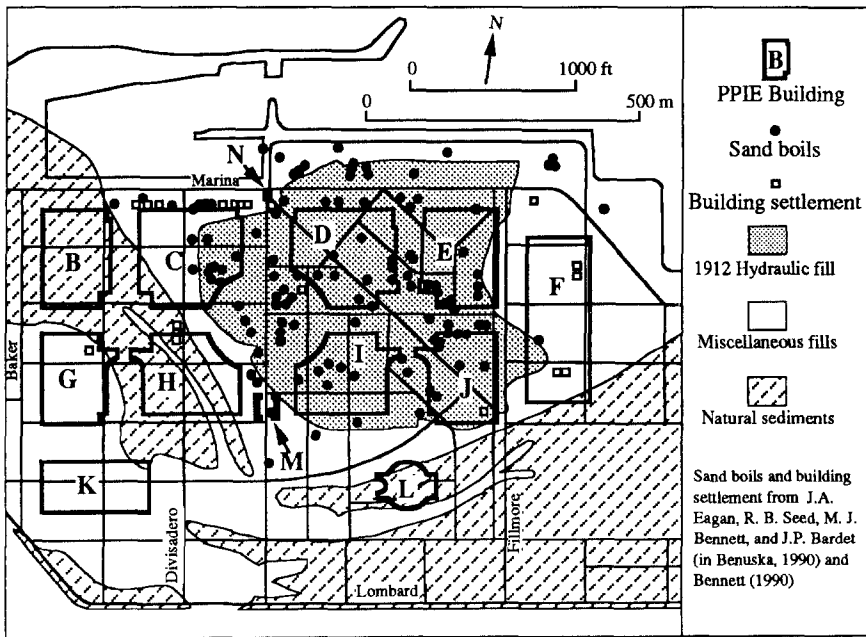 N
0
1000 ft
0
500 m
N
Marina
B
C
D
E
F
G
H
I
J
K
L
M
Baker
Divisadero
Fillmore
Lombard
B
PPIE Building
Sand boils
Building settlement
1912 Hydraulic fill
Miscellaneous fills
Natural sediments
Sand boils and building
settlement from J.A.
Eagan, R. B. Seed, M. J.
Bennett, and J.P. Bardet
(in Benuska, 1990) and
Bennett (1990)